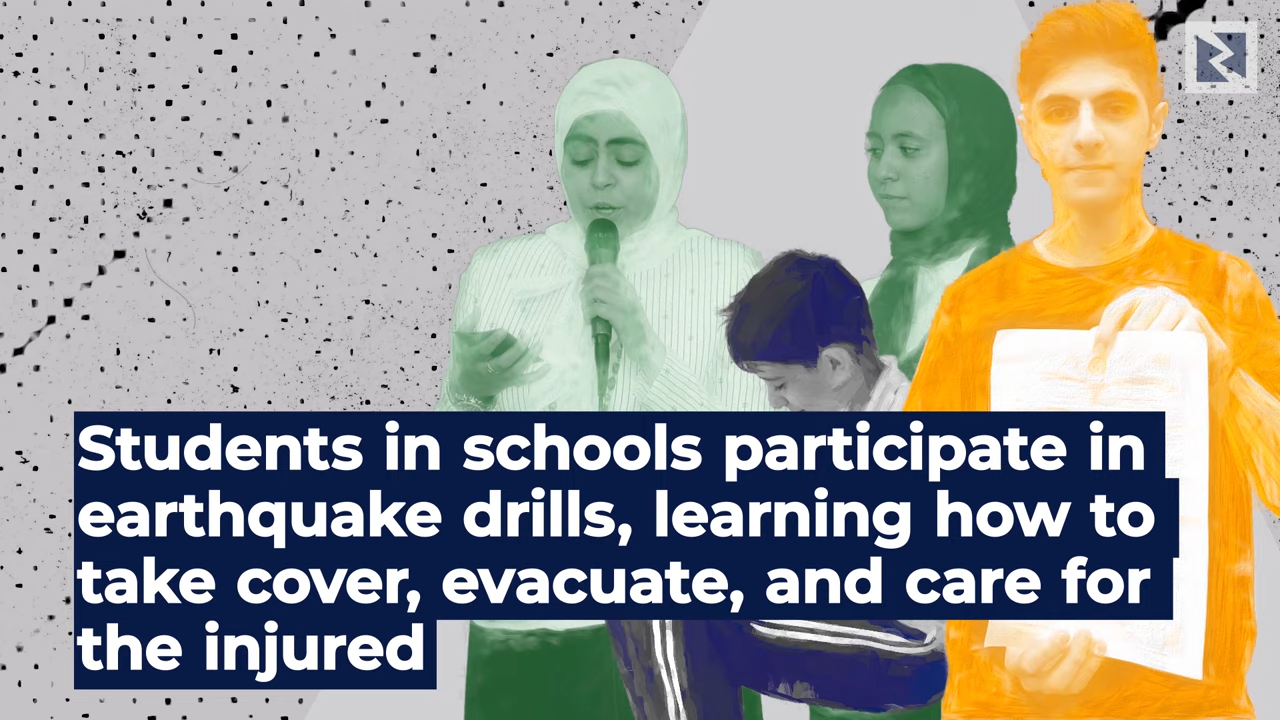 Students in schools participate in
earthquake drills, learning how to
take cover, evacuate, and care for
the injured